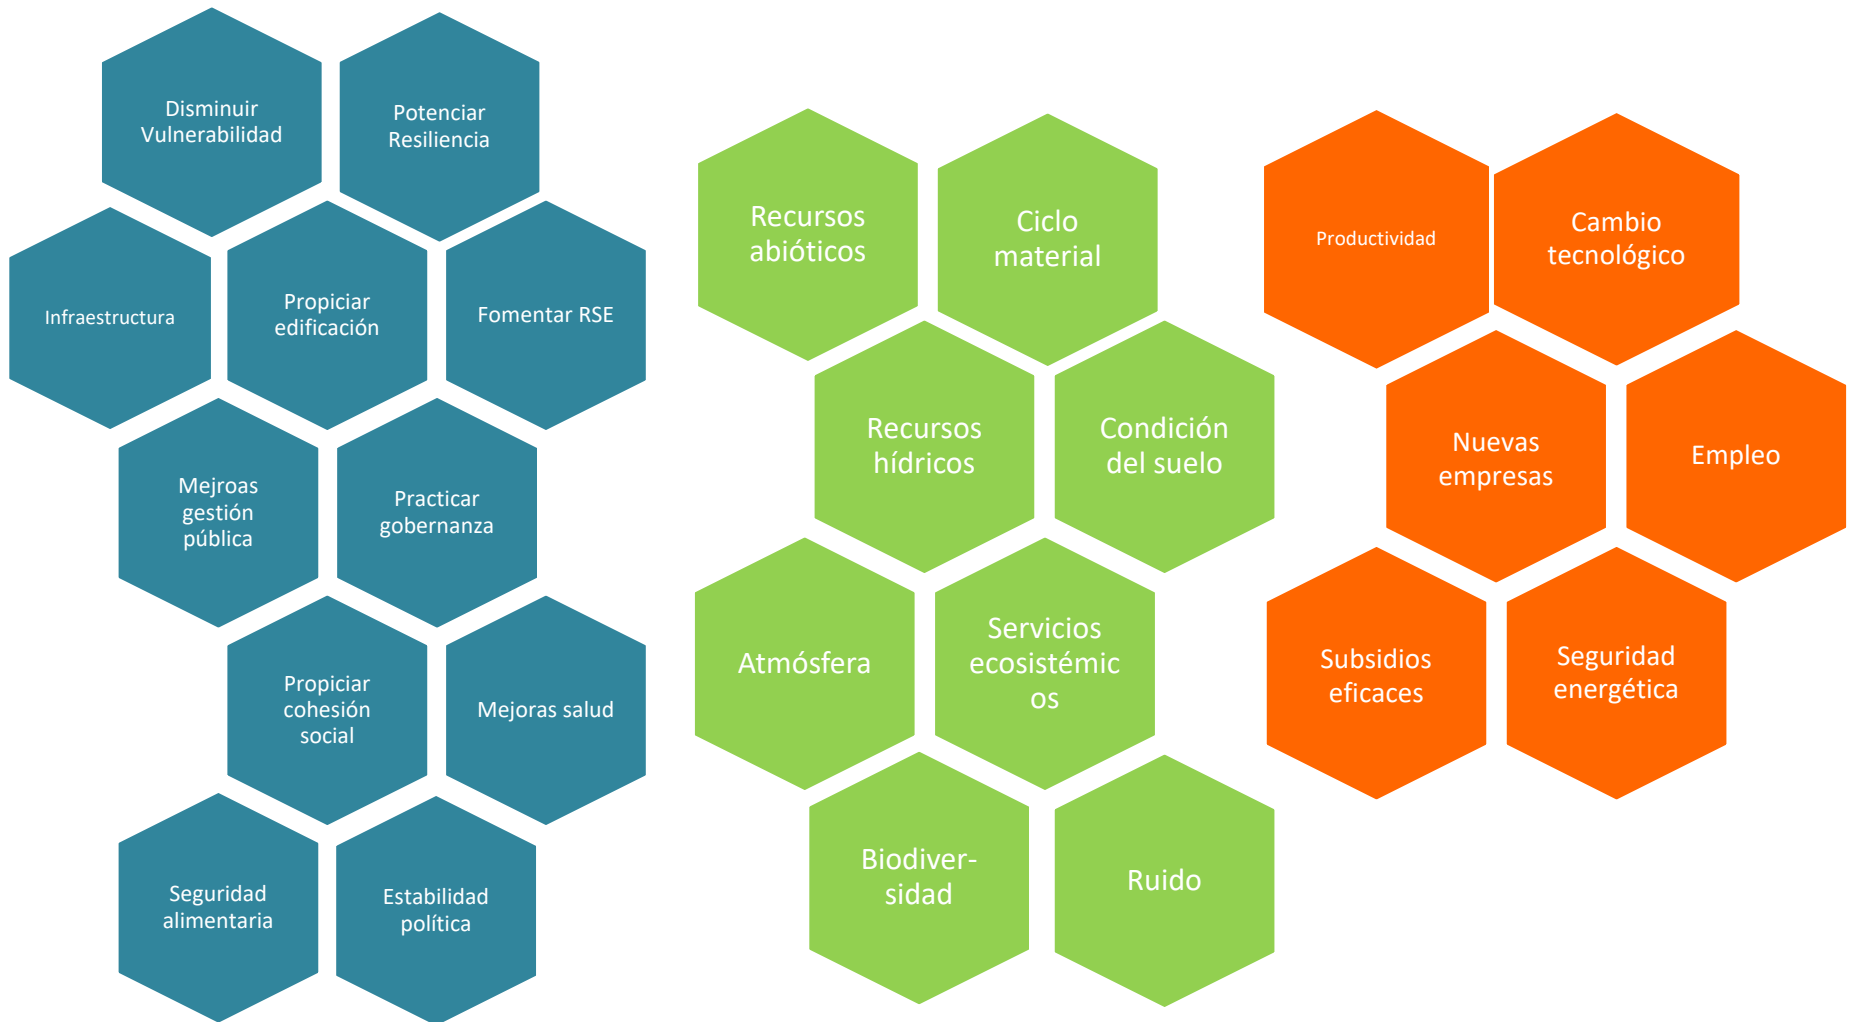 Disminuir
Vulnerabilidad
Potenciar
Resiliencia
Infraestructura
Propiciar
edificación
Fomentar RSE
Mejroas
gestión
pública
Practicar
gobernanza
Propiciar
cohesión
social
Mejoras salud
Seguridad
alimentaria
Estabilidad
política
Recursos
abióticos
Ciclo
material
Recursos
hídricos
Condición
del suelo
Atmósfera
Servicios
ecosistémic
os
Biodiver-
sidad
Ruido
Productividad
Cambio
tecnológico
Nuevas
empresas
Empleo
Subsidios
eficaces
Seguridad
energética